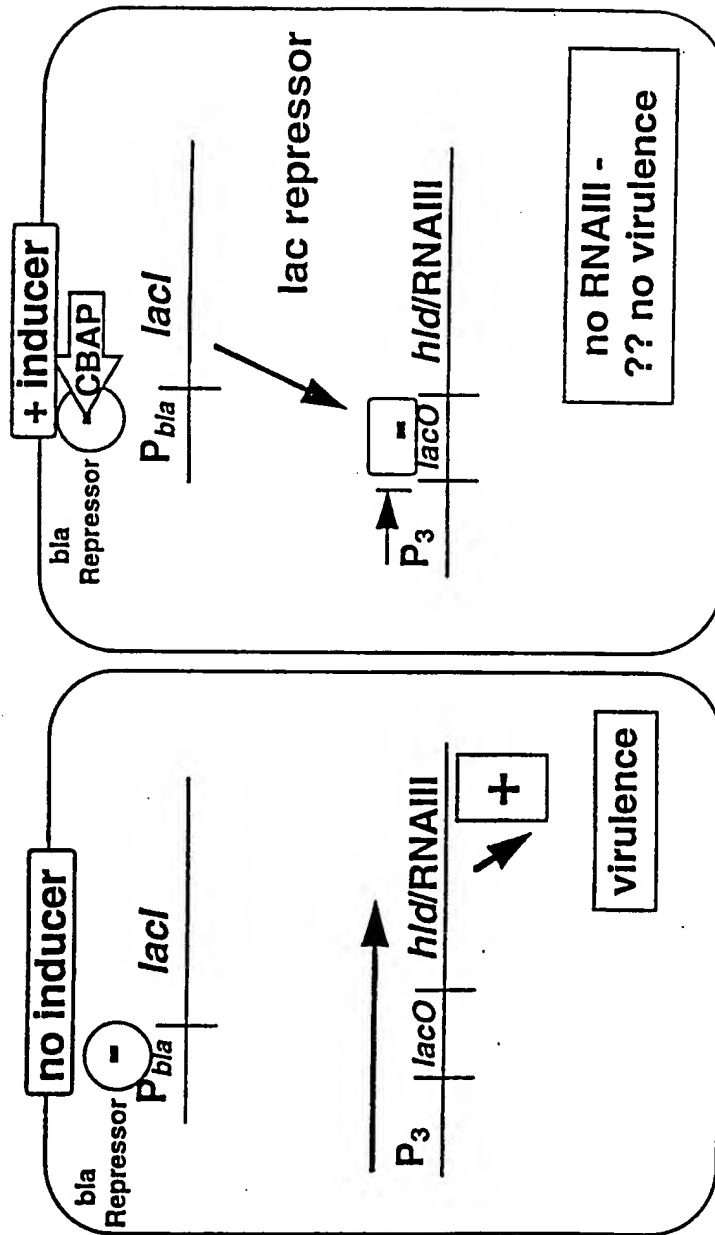 no inducer
bla
Repressor
-
P bla
lacI
P3
lacO
hld/RNAIII
+
virulence
+ inducer
bla
Repressor
-
CBAP
P bla
lacI
lac repressor
-
P3
lacO
hld/RNAIII
no RNAIII -
?? no virulence